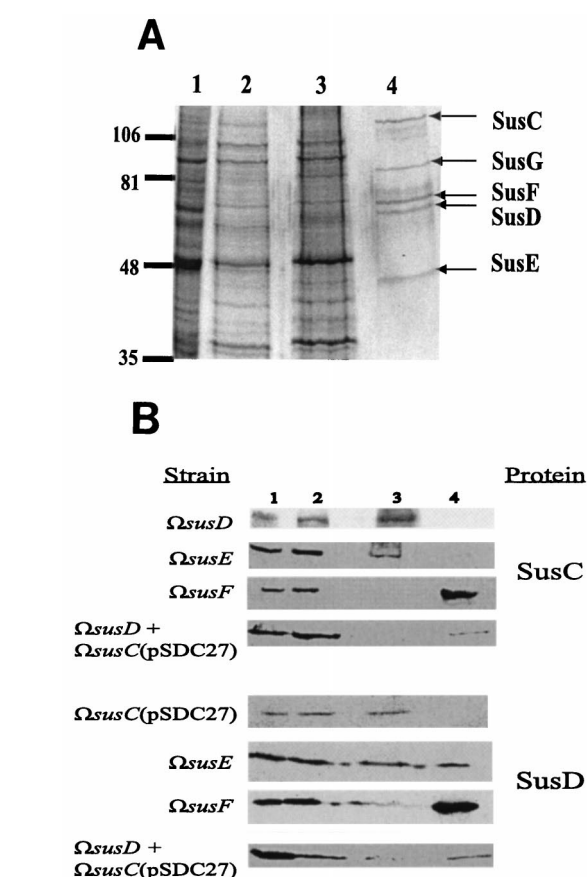 A
1 2 3 4
106
81
48
35
SusC
SusG
SusF
SusD
SusE
B
Strain Protein
1 2 3 4
ΩsusD
ΩsusE
ΩsusF
ΩsusD +
ΩsusC(pSDC27)
SusC
ΩsusC(pSDC27)
ΩsusE
ΩsusF
ΩsusD +
ΩsusC(pSDC27)
SusD